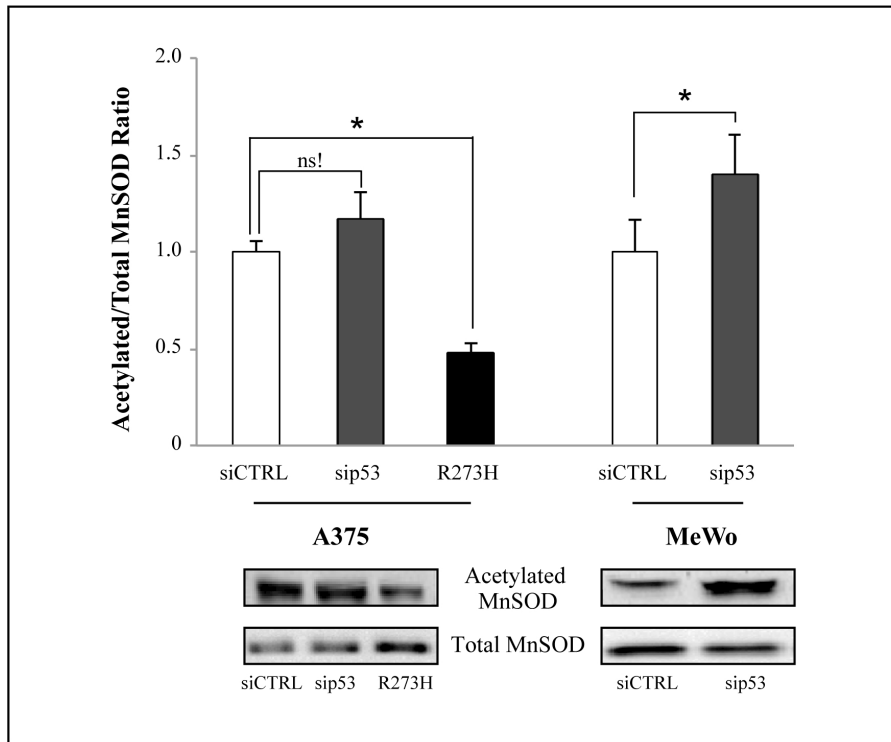 2.0
1.5
1.0
0.5
0
Acetylated/Total MnSOD Ratio
*
ns!
*
siCTRL sip53 R273H siCTRL sip53
A375 MeWo
Acetylated
MnSOD
Total MnSOD
siCTRL sip53 R273H siCTRL sip53